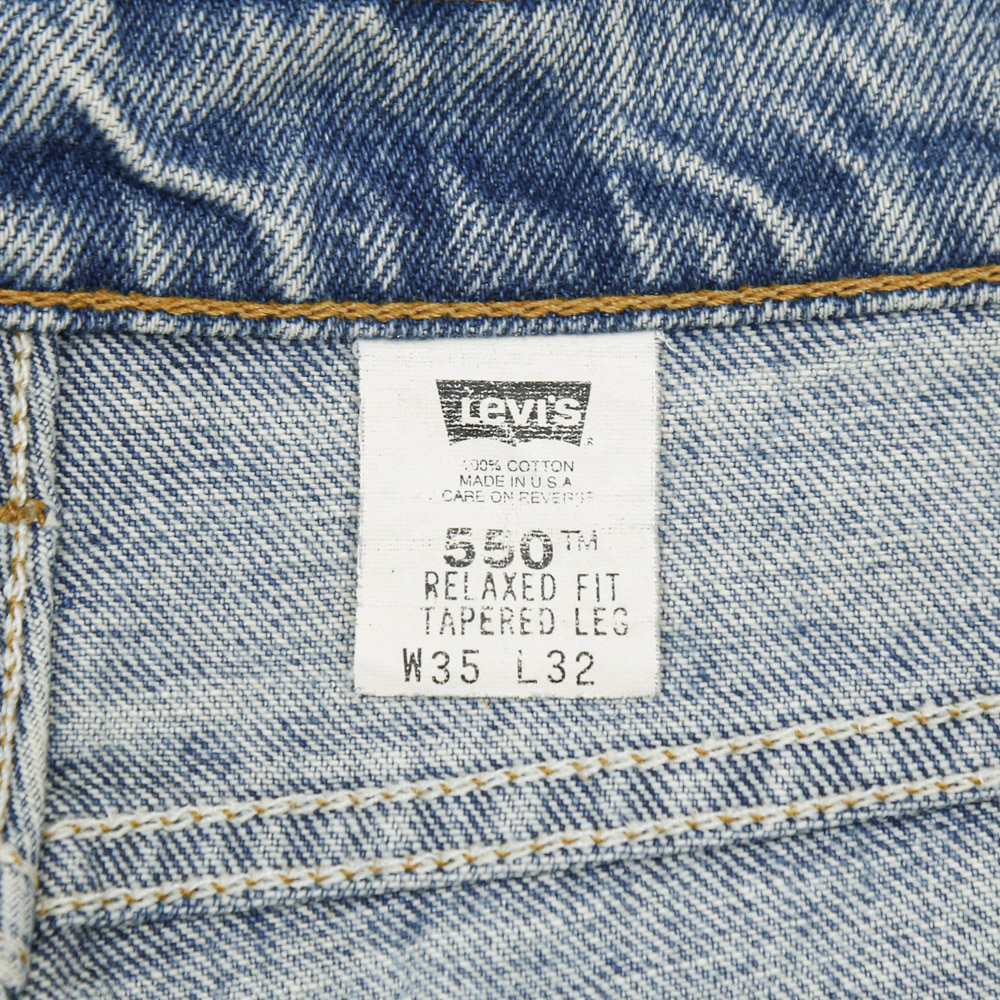 Levi's
®
100% COTTON
MADE IN U S A
CARE ON REVERSE
550™
RELAXED FIT
TAPERED LEG
W35 L32